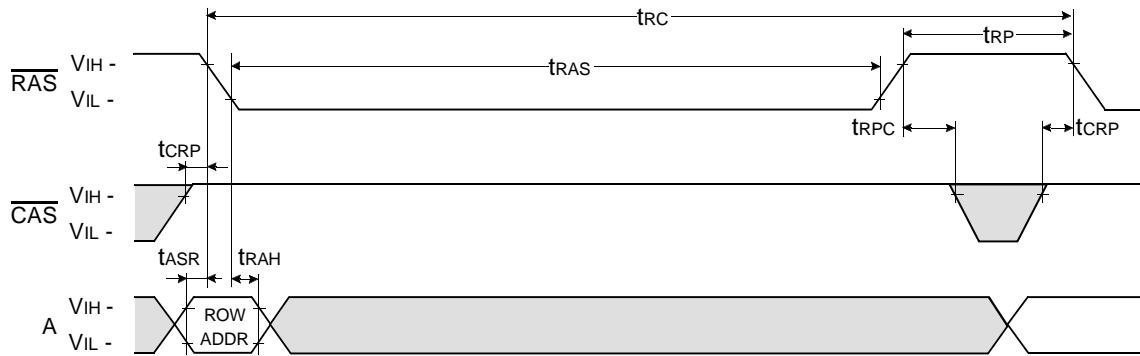 tRC
tRP
RAS VIH -
VIL -
tRAS
tRPC
tCRP
tCRP
CAS VIH -
VIL -
tASR
tRAH
A VIH -
VIL -
ROW
ADDR